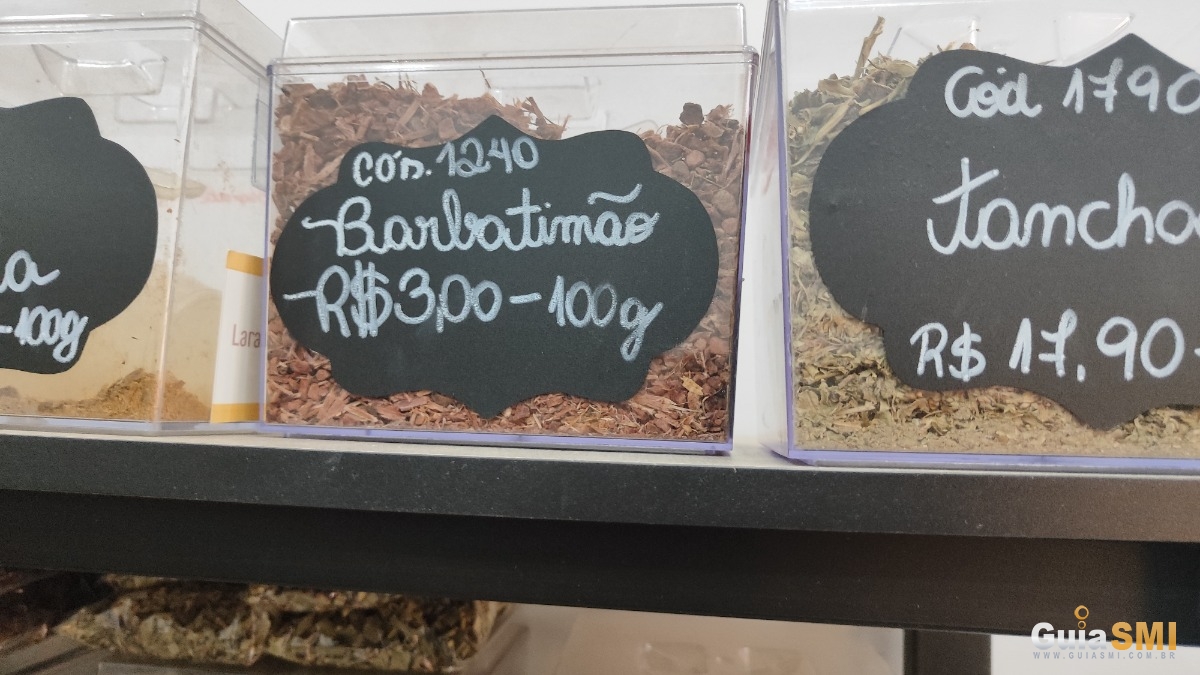 -100g
Lara
CÓD. 1240
Barbatimão
R$3,00-100g
Cód 1790
Tancha
R$ 17,90-
GuiaSMI
WWW.GUIASMI.COM.BR